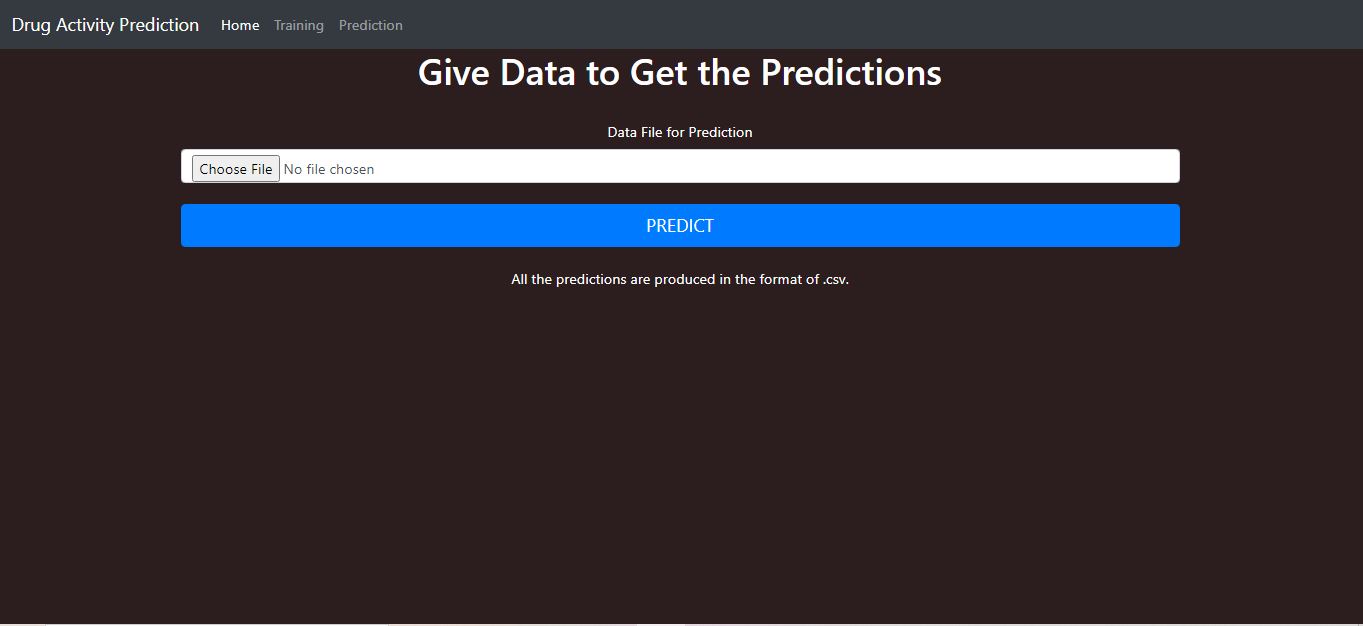 Drug Activity Prediction Home Training Prediction
Give Data to Get the Predictions
Data File for Prediction
Choose File No file chosen
PREDICT
All the predictions are produced in the format of .csv.